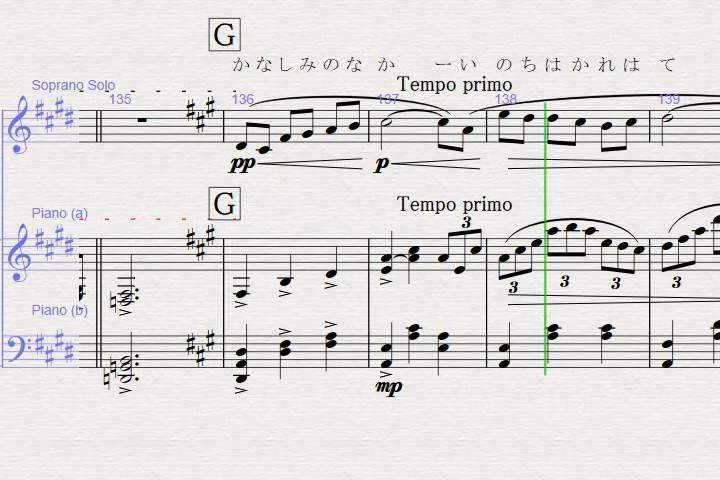 G
かなしみのなか ーい のちはかれは て
Tempo primo
Soprano Solo
135 136 137 138 139
pp p
G
Tempo primo
Piano (a)
3
3 3 3 3
Piano (b)
mp